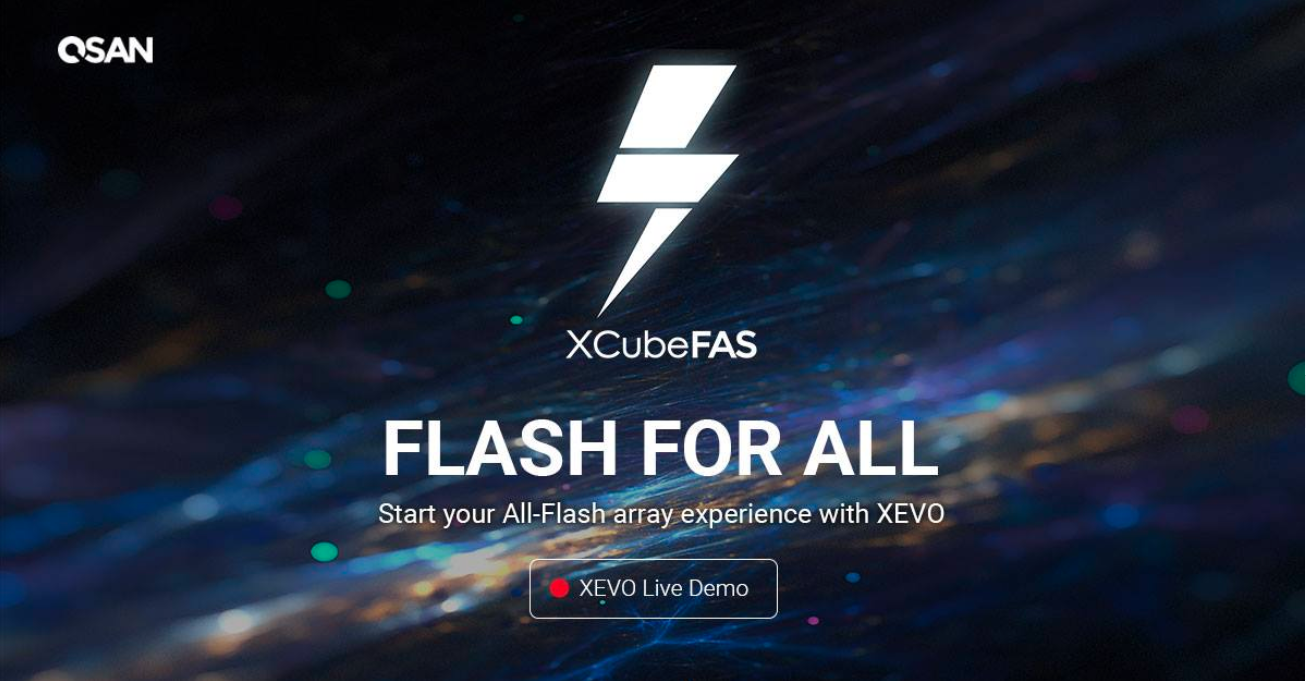 QSAN
XCubeFAS
FLASH FOR ALL
Start your All-Flash array experience with XEVO
XEVO Live Demo